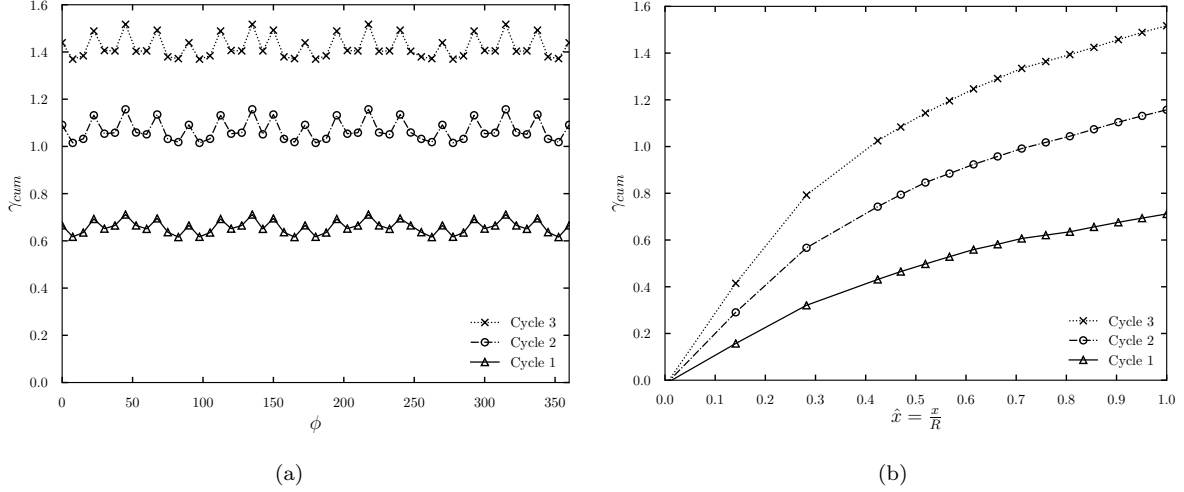 1.6
1.4
1.2
1.0
0.8
0.6
0.4
0.2
0.0
γcum
Cycle 3
Cycle 2
Cycle 1
0 50 100 150 200 250 300 350
ϕ
(a)
1.6
1.4
1.2
1.0
0.8
0.6
0.4
0.2
0.0
γcum
Cycle 3
Cycle 2
Cycle 1
0.0 0.1 0.2 0.3 0.4 0.5 0.6 0.7 0.8 0.9 1.0
x̂ = x/R
(b)